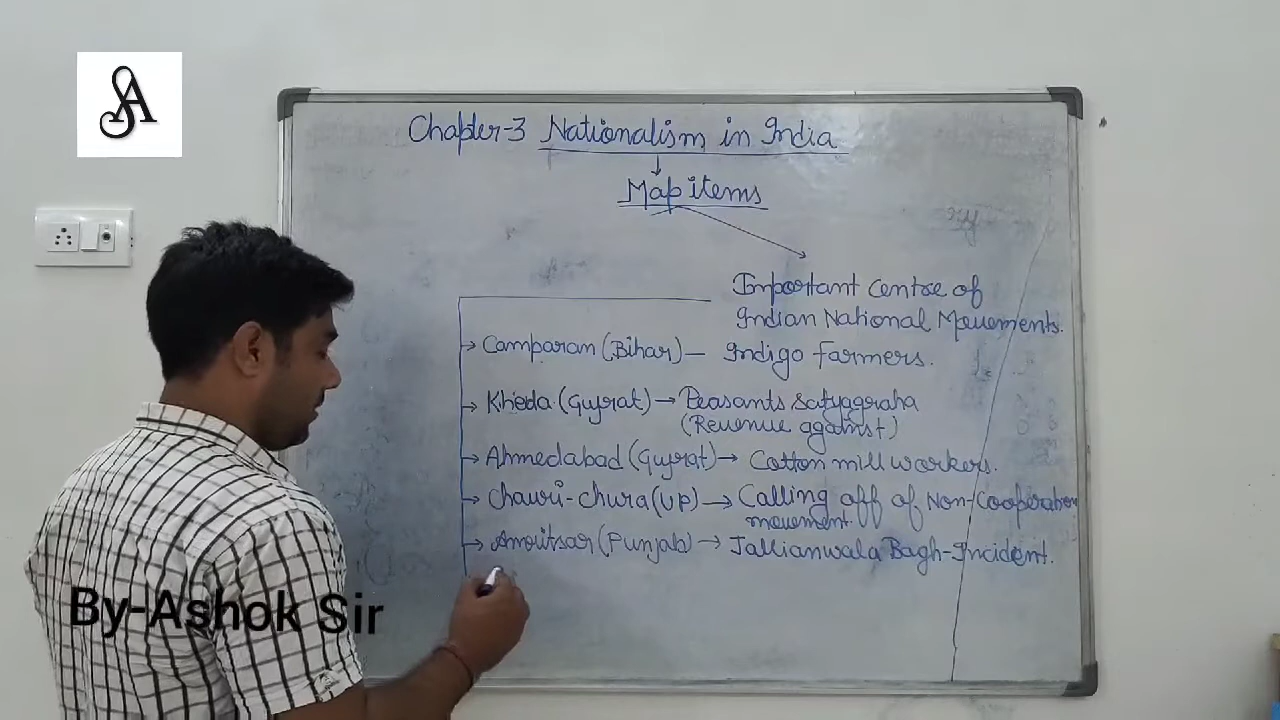 SA
Chapter-3 Nationalism in India
Map items
Important centre of
Indian National Movements.
Camparan (Bihar) — Indigo farmers.
Kheda (Gujrat) → Peasants satyagraha
(Revenue against)
Ahmedabad (Gujrat) → Cotton mill workers.
Chauri-chura (UP) → Calling off of Non-Cooperation
movement.
Amritsar (Punjab) → Jallianwala Bagh-Incident.
By-Ashok Sir